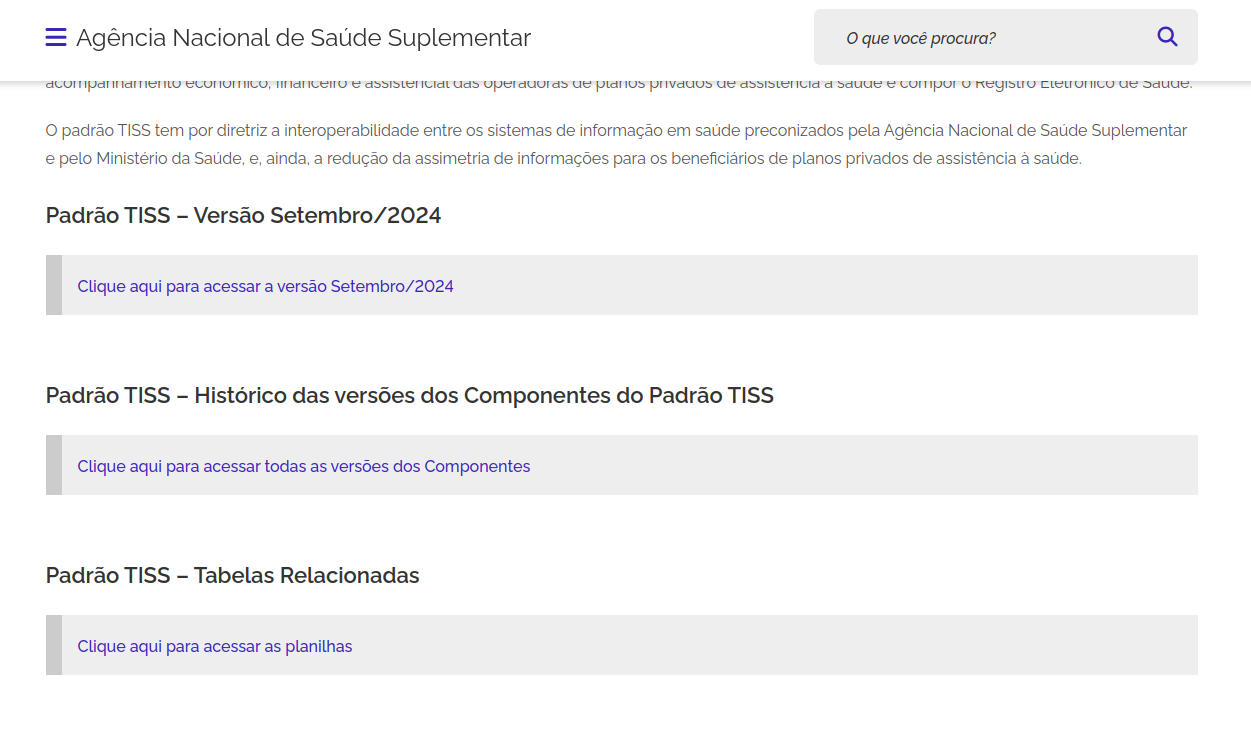 Agência Nacional de Saúde Suplementar
O que você procura?
acompanhamento econômico, financeiro e assistencial das operadoras de planos privados de assistência à saúde e compor o Registro Eletrônico de Saúde.
O padrão TISS tem por diretriz a interoperabilidade entre os sistemas de informação em saúde preconizados pela Agência Nacional de Saúde Suplementar
e pelo Ministério da Saúde, e, ainda, a redução da assimetria de informações para os beneficiários de planos privados de assistência à saúde.
Padrão TISS – Versão Setembro/2024
Clique aqui para acessar a versão Setembro/2024
Padrão TISS – Histórico das versões dos Componentes do Padrão TISS
Clique aqui para acessar todas as versões dos Componentes
Padrão TISS – Tabelas Relacionadas
Clique aqui para acessar as planilhas